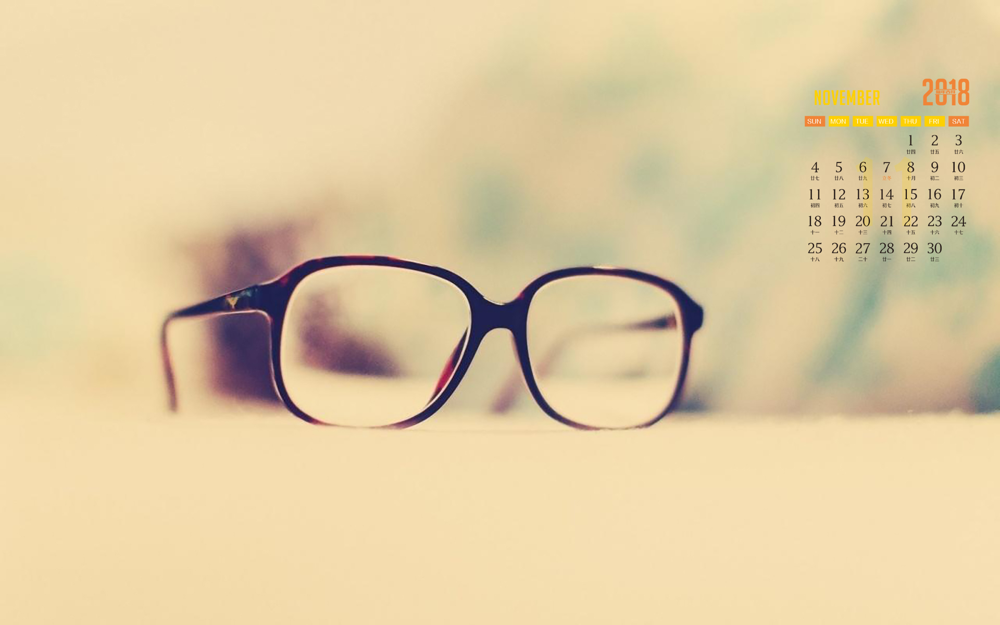 NOVEMBER 2018
SUN MON TUE WED THU FRI SAT
1 2 3
廿四 廿五 廿六
4 5 6 7 8 9 10
廿七 廿八 廿九 立冬 十月 初二 初三
11 12 13 14 15 16 17
初四 初五 初六 初七 初八 初九 初十
18 19 20 21 22 23 24
十一 十二 十三 十四 十五 十六 十七
25 26 27 28 29 30
十八 十九 二十 廿一 廿二 廿三
11